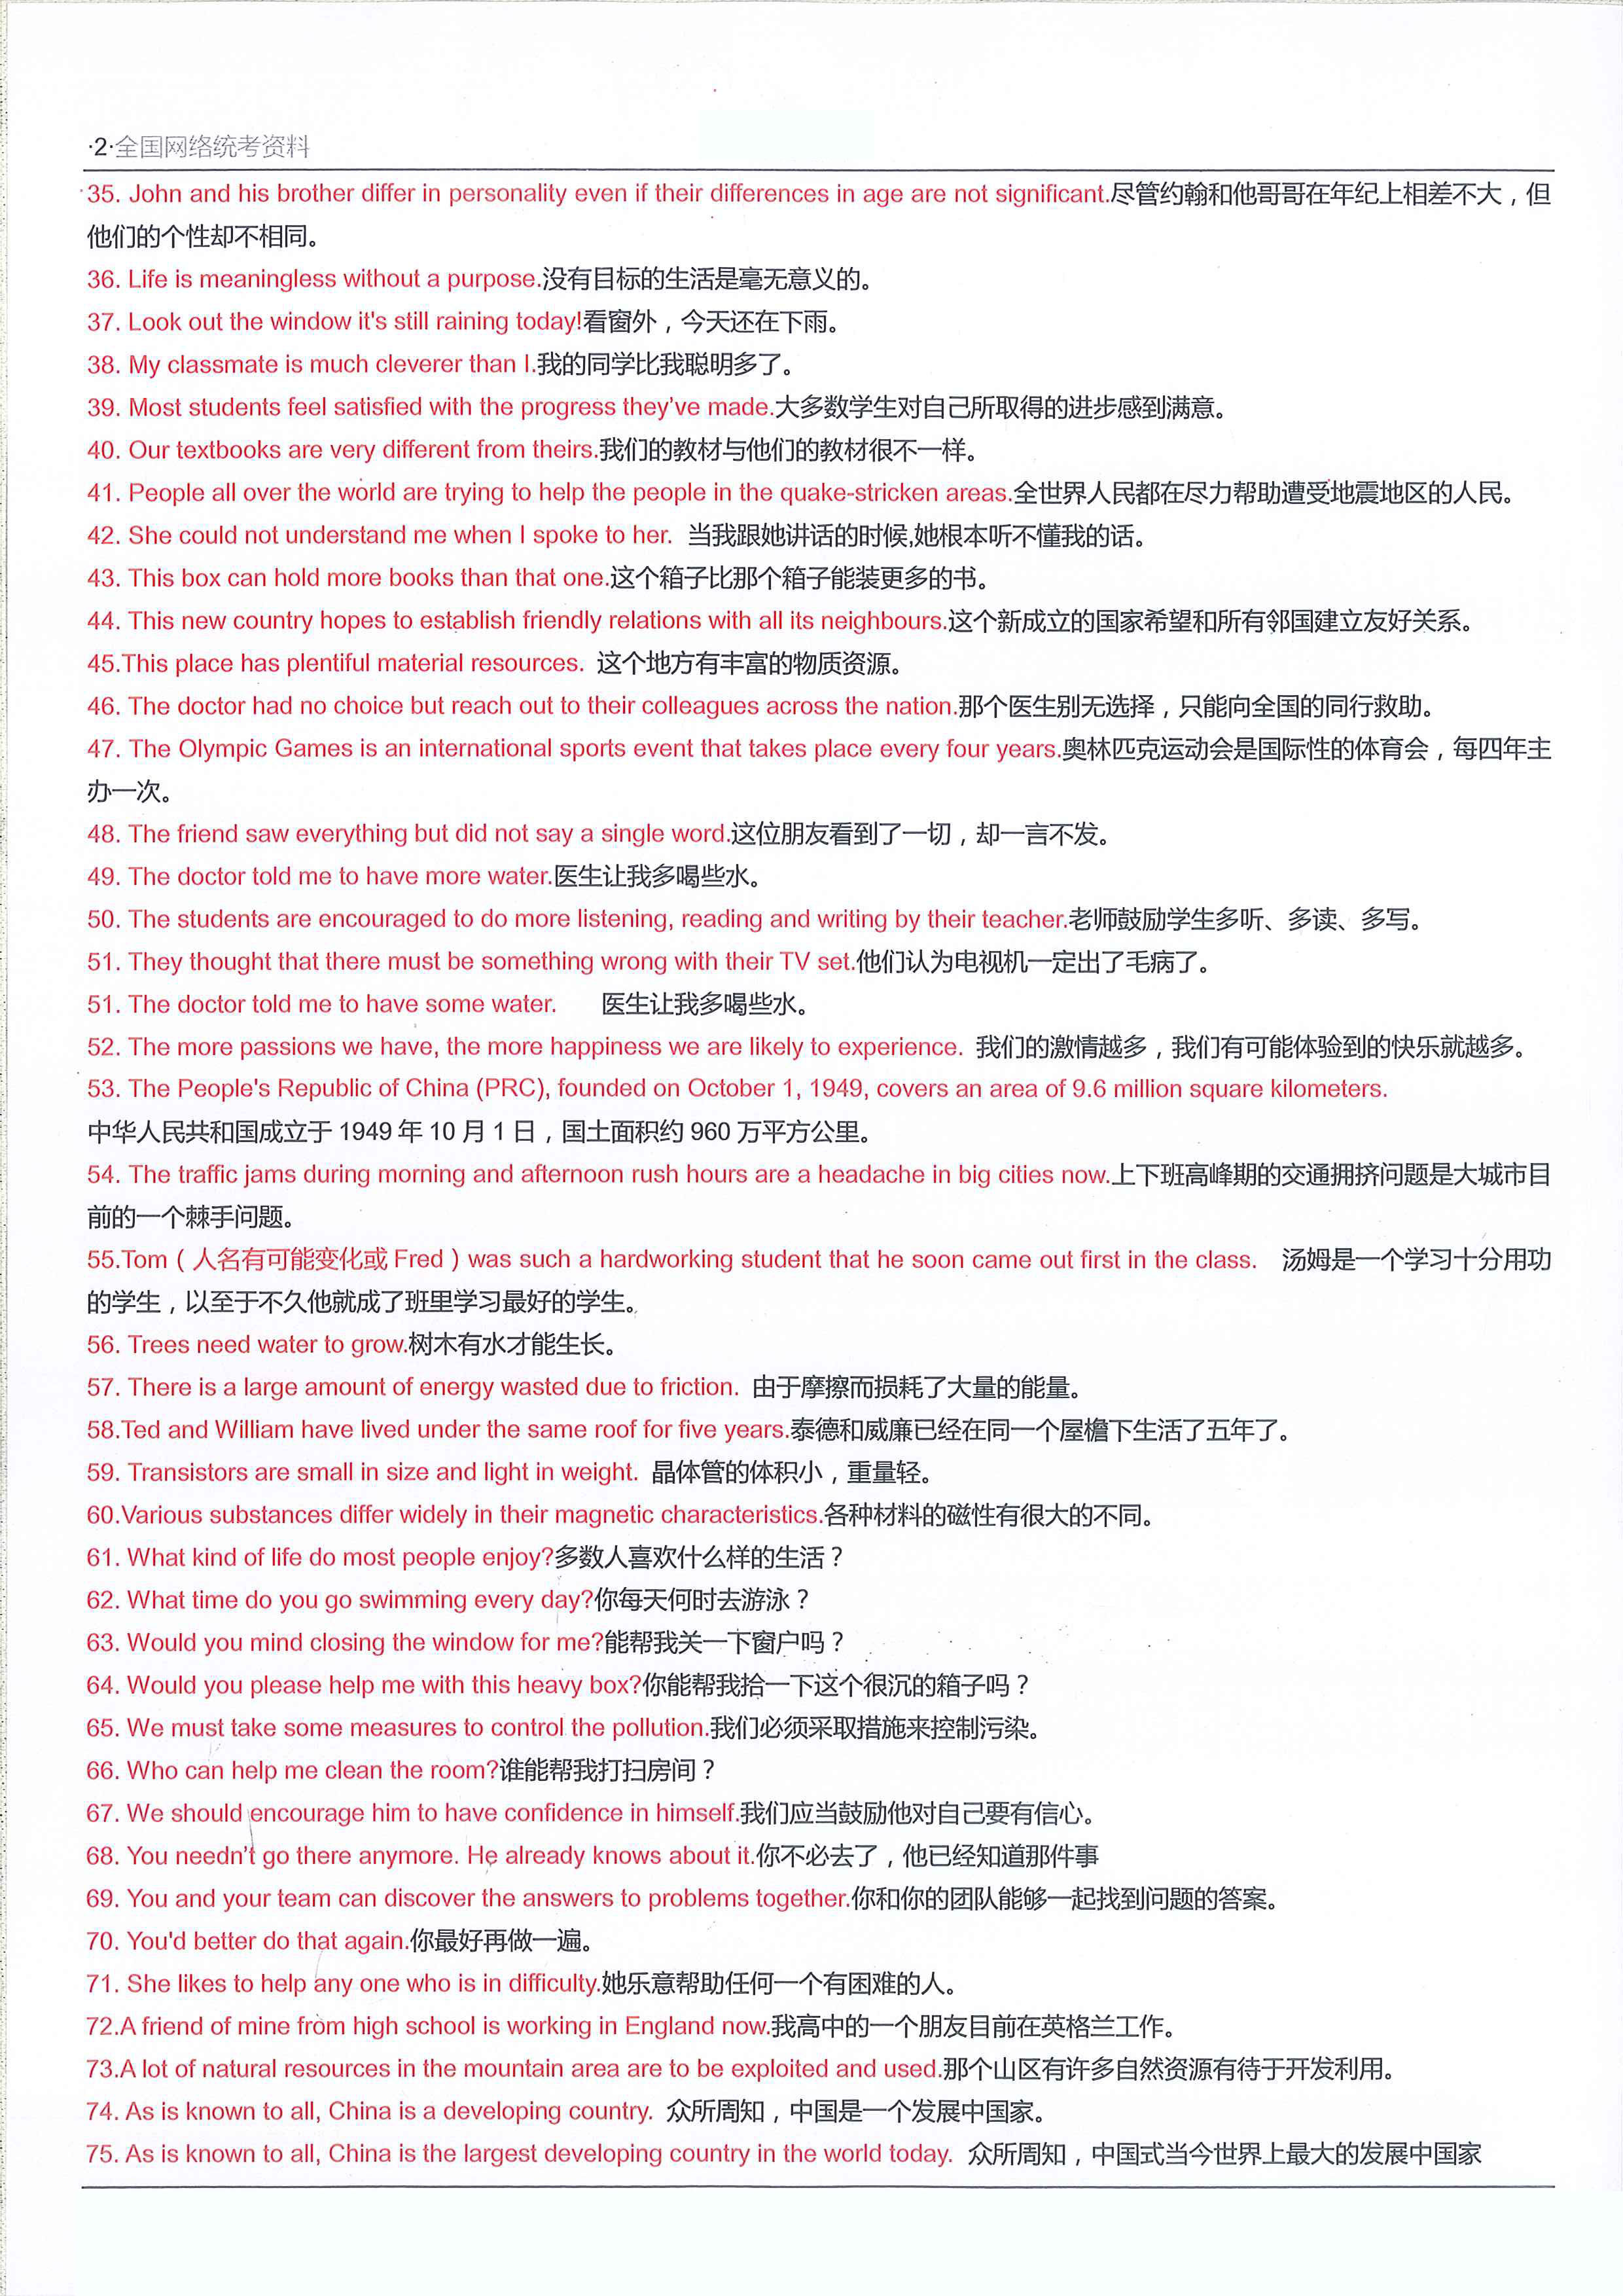 ·2·全国网络统考资料
35. John and his brother differ in personality even if their differences in age are not significant.尽管约翰和他哥哥在年纪上相差不大，但
他们的个性却不相同。
36. Life is meaningless without a purpose.没有目标的生活是毫无意义的。
37. Look out the window it's still raining today!看窗外，今天还在下雨。
38. My classmate is much cleverer than I.我的同学比我聪明多了。
39. Most students feel satisfied with the progress they've made.大多数学生对自己所取得的进步感到满意。
40. Our textbooks are very different from theirs.我们的教材与他们的教材很不一样。
41. People all over the world are trying to help the people in the quake-stricken areas.全世界人民都在尽力帮助遭受地震地区的人民。
42. She could not understand me when I spoke to her. 当我跟她讲话的时候,她根本听不懂我的话。
43. This box can hold more books than that one.这个箱子比那个箱子能装更多的书。
44. This new country hopes to establish friendly relations with all its neighbours.这个新成立的国家希望和所有邻国建立友好关系。
45.This place has plentiful material resources. 这个地方有丰富的物质资源。
46. The doctor had no choice but reach out to their colleagues across the nation.那个医生别无选择，只能向全国的同行救助。
47. The Olympic Games is an international sports event that takes place every four years.奥林匹克运动会是国际性的体育会，每四年主
办一次。
48. The friend saw everything but did not say a single word.这位朋友看到了一切，却一言不发。
49. The doctor told me to have more water.医生让我多喝些水。
50. The students are encouraged to do more listening, reading and writing by their teacher.老师鼓励学生多听、多读、多写。
51. They thought that there must be something wrong with their TV set.他们认为电视机一定出了毛病了。
51. The doctor told me to have some water. 医生让我多喝些水。
52. The more passions we have, the more happiness we are likely to experience. 我们的激情越多，我们有可能体验到的快乐就越多。
53. The People's Republic of China (PRC), founded on October 1, 1949, covers an area of 9.6 million square kilometers.
中华人民共和国成立于 1949 年 10 月 1 日，国土面积约 960 万平方公里。
54. The traffic jams during morning and afternoon rush hours are a headache in big cities now.上下班高峰期的交通拥挤问题是大城市目
前的一个棘手问题。
55.Tom（人名有可能变化或 Fred）was such a hardworking student that he soon came out first in the class. 汤姆是一个学习十分用功
的学生，以至于不久他就成了班里学习最好的学生。
56. Trees need water to grow.树木有水才能生长。
57. There is a large amount of energy wasted due to friction. 由于摩擦而损耗了大量的能量。
58.Ted and William have lived under the same roof for five years.泰德和威廉已经在同一个屋檐下生活了五年了。
59. Transistors are small in size and light in weight. 晶体管的体积小，重量轻。
60.Various substances differ widely in their magnetic characteristics.各种材料的磁性有很大的不同。
61. What kind of life do most people enjoy?多数人喜欢什么样的生活？
62. What time do you go swimming every day?你每天何时去游泳？
63. Would you mind closing the window for me?能帮我关一下窗户吗？
64. Would you please help me with this heavy box?你能帮我拾一下这个很沉的箱子吗？
65. We must take some measures to control the pollution.我们必须采取措施来控制污染。
66. Who can help me clean the room?谁能帮我打扫房间？
67. We should encourage him to have confidence in himself.我们应当鼓励他对自己要有信心。
68. You needn't go there anymore. He already knows about it.你不必去了，他已经知道那件事
69. You and your team can discover the answers to problems together.你和你的团队能够一起找到问题的答案。
70. You'd better do that again.你最好再做一遍。
71. She likes to help any one who is in difficulty.她乐意帮助任何一个有困难的人。
72.A friend of mine from high school is working in England now.我高中的一个朋友目前在英格兰工作。
73.A lot of natural resources in the mountain area are to be exploited and used.那个山区有许多自然资源有待于开发利用。
74. As is known to all, China is a developing country. 众所周知，中国是一个发展中国家。
75. As is known to all, China is the largest developing country in the world today. 众所周知，中国式当今世界上最大的发展中国家